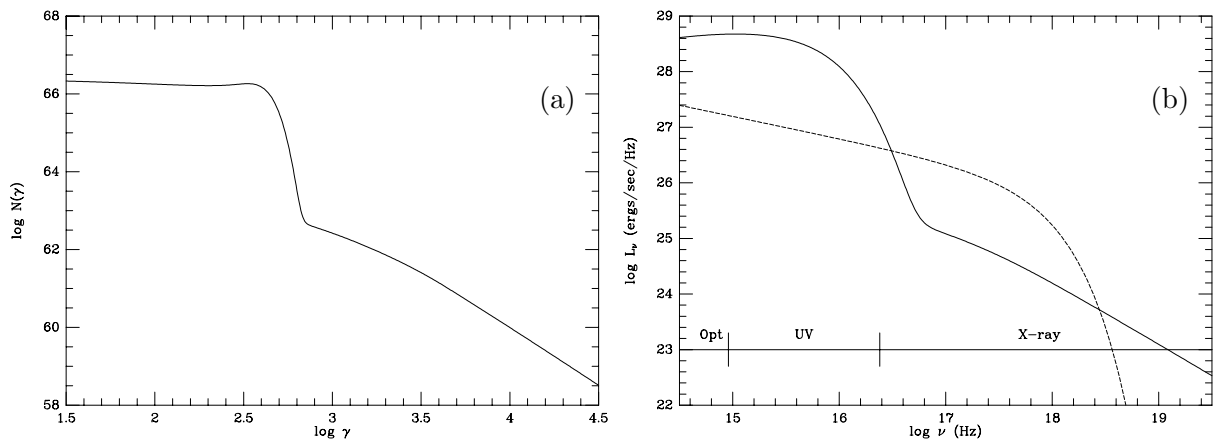 68
66
64
62
60
58
1.5
2
2.5
3
3.5
4
4.5
log γ
log N(γ)
(a)
29
28
27
26
25
24
23
22
15
16
17
18
19
log ν (Hz)
log Lν (ergs/sec/Hz)
(b)
Opt
UV
X-ray